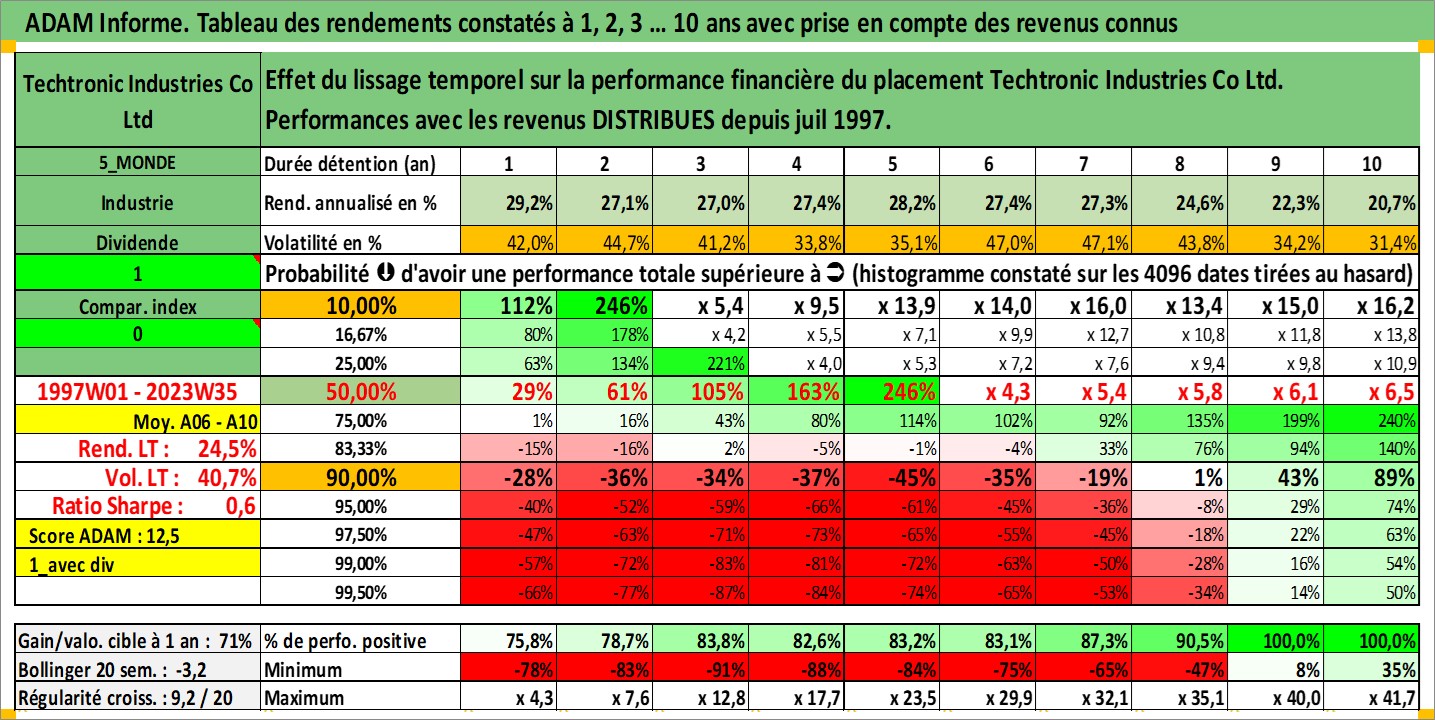 ADAM Informe. Tableau des rendements constatés à 1, 2, 3 ... 10 ans avec prise en compte des revenus connus
Techtronic Industries Co Ltd
Effet du lissage temporel sur la performance financière du placement Techtronic Industries Co Ltd.
Performances avec les revenus DISTRIBUES depuis juil 1997.
5_MONDE Durée détention (an) 1 2 3 4 5 6 7 8 9 10
Industrie Rend. annualisé en % 29,2% 27,1% 27,0% 27,4% 28,2% 27,4% 27,3% 24,6% 22,3% 20,7%
Dividende Volatilité en % 42,0% 44,7% 41,2% 33,8% 35,1% 47,0% 47,1% 43,8% 34,2% 31,4%
1 Probabilité d'avoir une performance totale supérieure à (histogramme constaté sur les 4096 dates tirées au hasard)
Compar. index 10,00% 112% 246% x 5,4 x 9,5 x 13,9 x 14,0 x 16,0 x 13,4 x 15,0 x 16,2
0 16,67% 80% 178% x 4,2 x 5,5 x 7,1 x 9,9 x 12,7 x 10,8 x 11,8 x 13,8
25,00% 63% 134% 221% x 4,0 x 5,3 x 7,2 x 7,6 x 9,4 x 9,8 x 10,9
1997W01 - 2023W35 50,00% 29% 61% 105% 163% 246% x 4,3 x 5,4 x 5,8 x 6,1 x 6,5
Moy. A06 - A10 75,00% 1% 16% 43% 80% 114% 102% 92% 135% 199% 240%
Rend. LT : 24,5% 83,33% -15% -16% 2% -5% -1% -4% 33% 76% 94% 140%
Vol. LT : 40,7% 90,00% -28% -36% -34% -37% -45% -35% -19% 1% 43% 89%
Ratio Sharpe : 0,6 95,00% -40% -52% -59% -66% -61% -45% -36% -8% 29% 74%
Score ADAM : 12,5 97,50% -47% -63% -71% -73% -65% -55% -45% -18% 22% 63%
1_avec div 99,00% -57% -72% -83% -81% -72% -63% -50% -28% 16% 54%
99,50% -66% -77% -87% -84% -74% -65% -53% -34% 14% 50%
Gain/valo. cible à 1 an : 71% % de perfo. positive 75,8% 78,7% 83,8% 82,6% 83,2% 83,1% 87,3% 90,5% 100,0% 100,0%
Bollinger 20 sem. : -3,2 Minimum -78% -83% -91% -88% -84% -75% -65% -47% 8% 35%
Régularité croiss. : 9,2 / 20 Maximum x 4,3 x 7,6 x 12,8 x 17,7 x 23,5 x 29,9 x 32,1 x 35,1 x 40,0 x 41,7